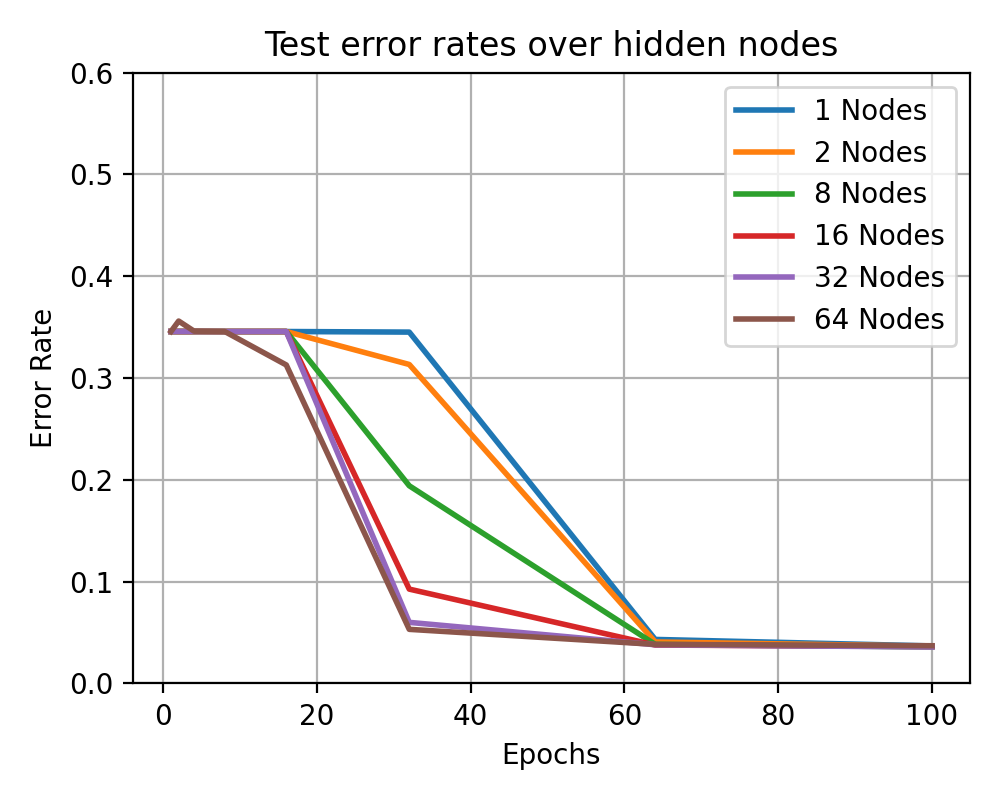 Test error rates over hidden nodes
0.6
0.5
0.4
0.3
0.2
0.1
0.0
Error Rate
1 Nodes
2 Nodes
8 Nodes
16 Nodes
32 Nodes
64 Nodes
0 20 40 60 80 100
Epochs